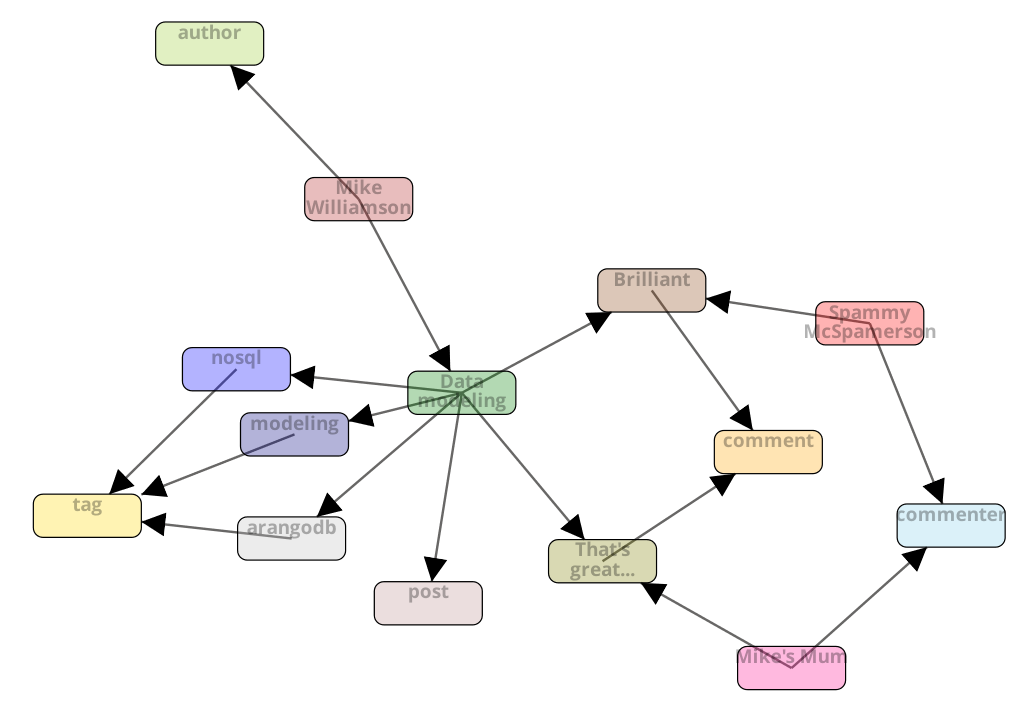 author
Mike
Williamson
Brilliant
Spammy
McSpamerson
nosql
Data
modeling
modeling
comment
tag
arangodb
commenter
That's
great...
post
Mike's Mum